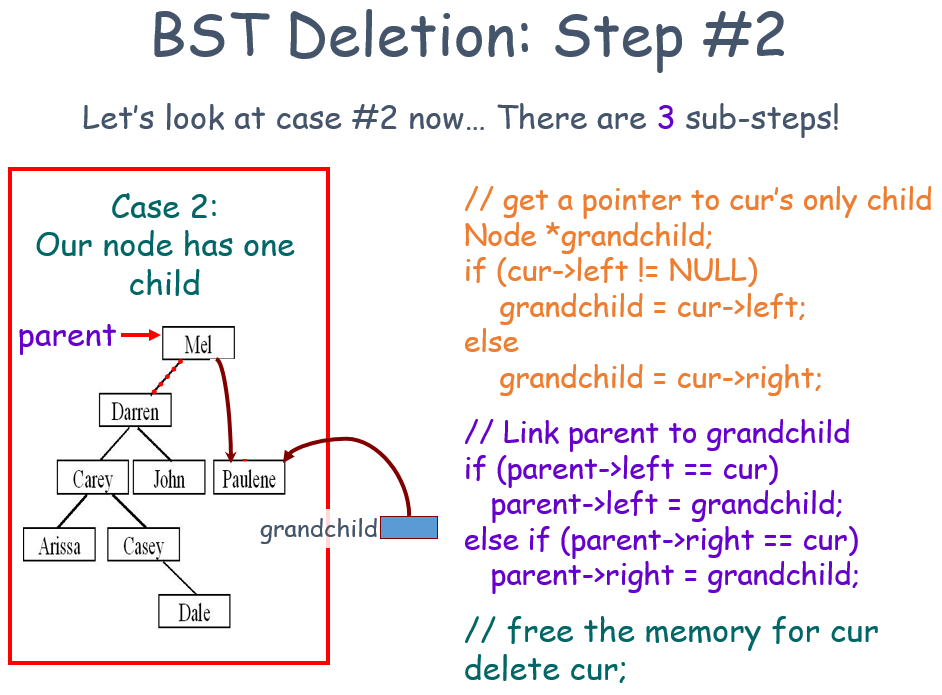 BST Deletion: Step #2
Let's look at case #2 now… There are 3 sub-steps!
Case 2:
Our node has one
child
parent
Mel
Darren
Carey
John
Paulene
grandchild
Arissa
Casey
Dale
// get a pointer to cur's only child
Node *grandchild;
if (cur->left != NULL)
grandchild = cur->left;
else
grandchild = cur->right;
// Link parent to grandchild
if (parent->left == cur)
parent->left = grandchild;
else if (parent->right == cur)
parent->right = grandchild;
// free the memory for cur
delete cur;